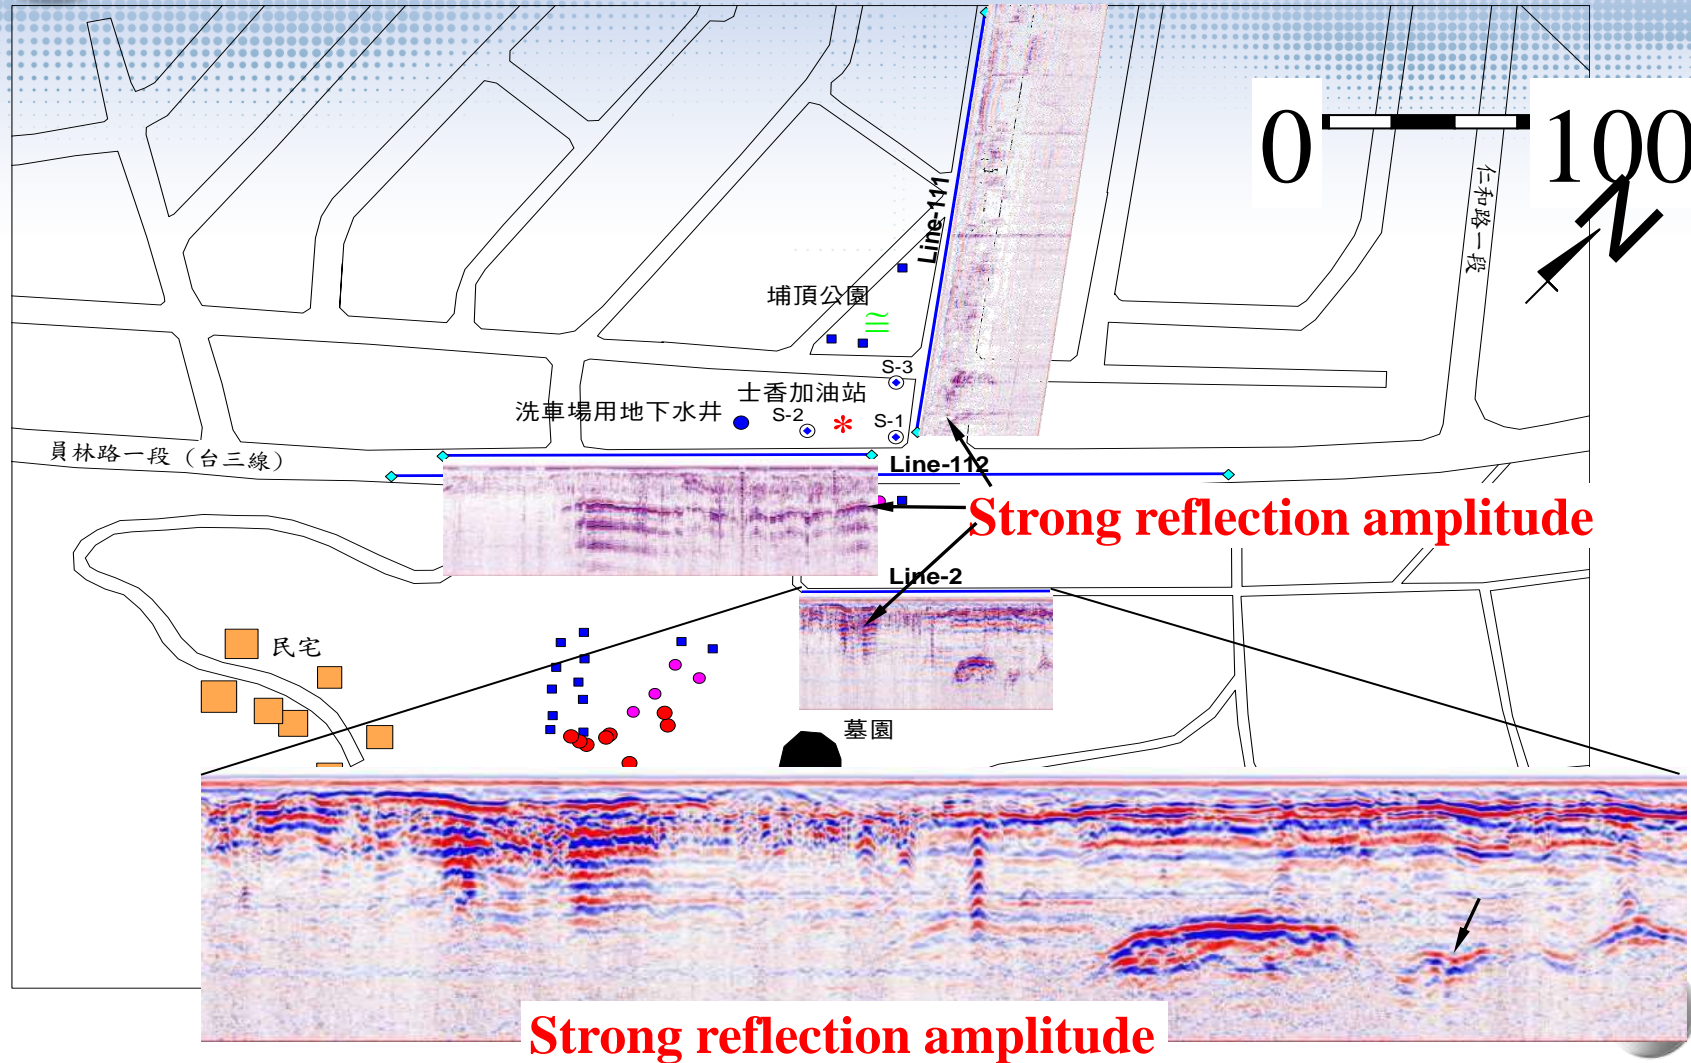 0
100
N
仁和路一段
Line-111
埔頂公園
S-3
士香加油站
洗車場用地下水井
S-2
S-1
員林路一段（台三線）
Line-112
Strong reflection amplitude
Line-2
民宅
墓園
Strong reflection amplitude